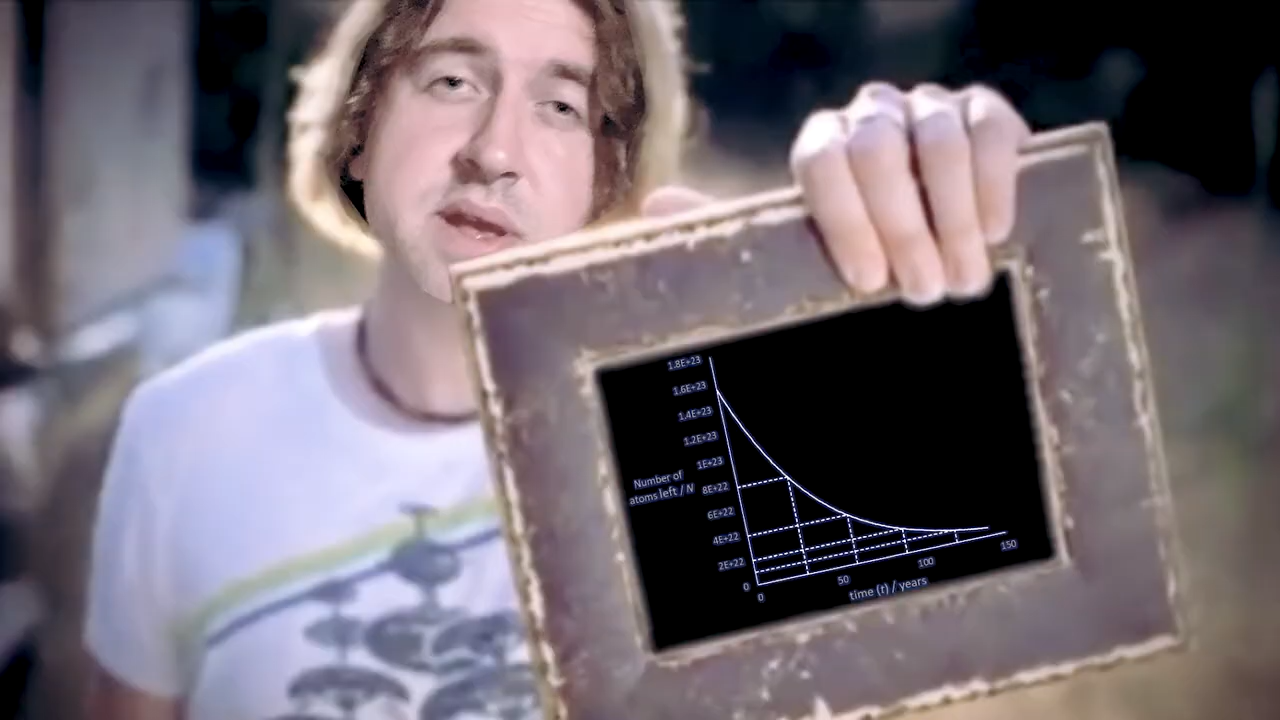 1.8E+23
1.6E+23
1.4E+23
1.2E+23
1E+23
Number of
atoms left / N
8E+22
6E+22
4E+22
2E+22
0
0
50
100
150
time (t) / years